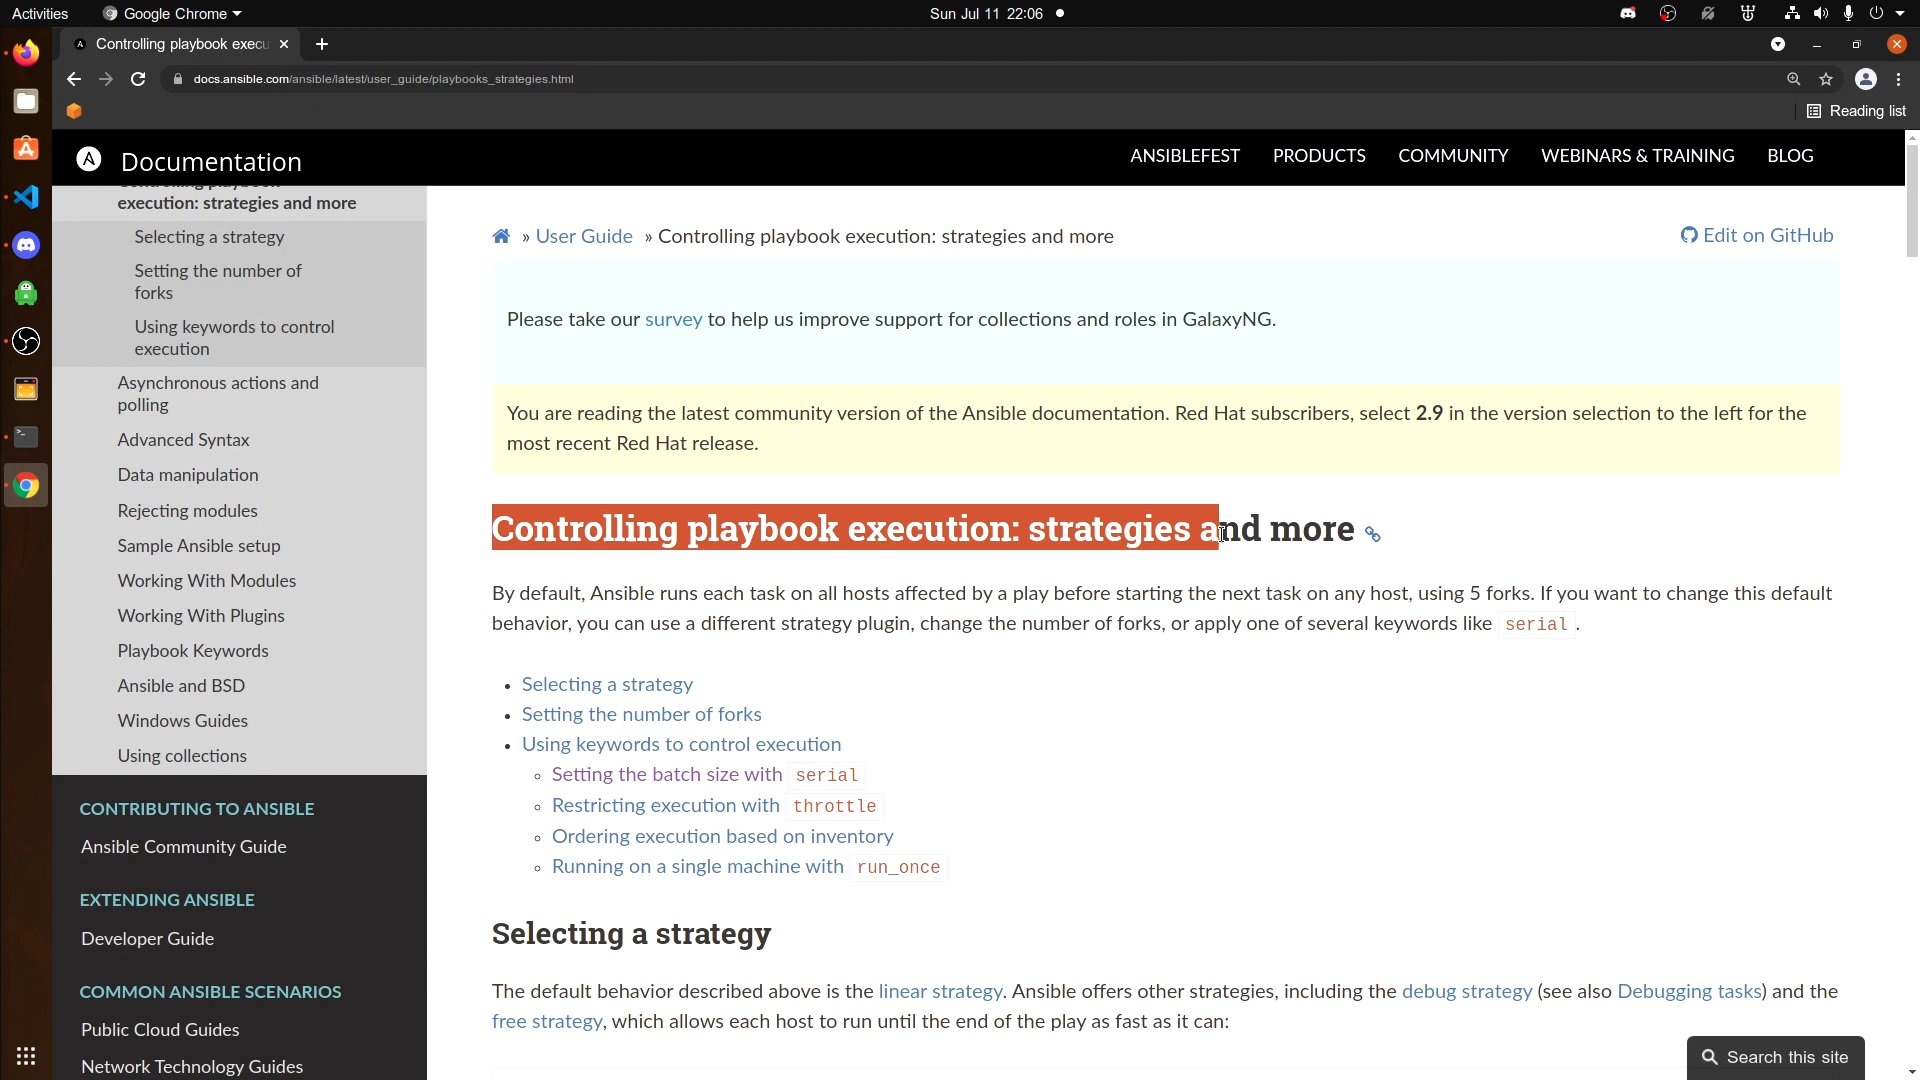 Activities
Google Chrome
Sun Jul 11 22:06
Controlling playbook execu
docs.ansible.com/ansible/latest/user_guide/playbooks_strategies.html
Reading list
Documentation
ANSIBLEFEST
PRODUCTS
COMMUNITY
WEBINARS & TRAINING
BLOG
Controlling playbook
execution: strategies and more
Selecting a strategy
Setting the number of
forks
Using keywords to control
execution
Asynchronous actions and
polling
Advanced Syntax
Data manipulation
Rejecting modules
Sample Ansible setup
Working With Modules
Working With Plugins
Playbook Keywords
Ansible and BSD
Windows Guides
Using collections
CONTRIBUTING TO ANSIBLE
Ansible Community Guide
EXTENDING ANSIBLE
Developer Guide
COMMON ANSIBLE SCENARIOS
Public Cloud Guides
Network Technology Guides
» User Guide » Controlling playbook execution: strategies and more
Edit on GitHub
Please take our survey to help us improve support for collections and roles in GalaxyNG.
You are reading the latest community version of the Ansible documentation. Red Hat subscribers, select 2.9 in the version selection to the left for the
most recent Red Hat release.
Controlling playbook execution: strategies and more
By default, Ansible runs each task on all hosts affected by a play before starting the next task on any host, using 5 forks. If you want to change this default
behavior, you can use a different strategy plugin, change the number of forks, or apply one of several keywords like serial.
Selecting a strategy
Setting the number of forks
Using keywords to control execution
Setting the batch size with serial
Restricting execution with throttle
Ordering execution based on inventory
Running on a single machine with run_once
Selecting a strategy
The default behavior described above is the linear strategy. Ansible offers other strategies, including the debug strategy (see also Debugging tasks) and the
free strategy, which allows each host to run until the end of the play as fast as it can:
Search this site